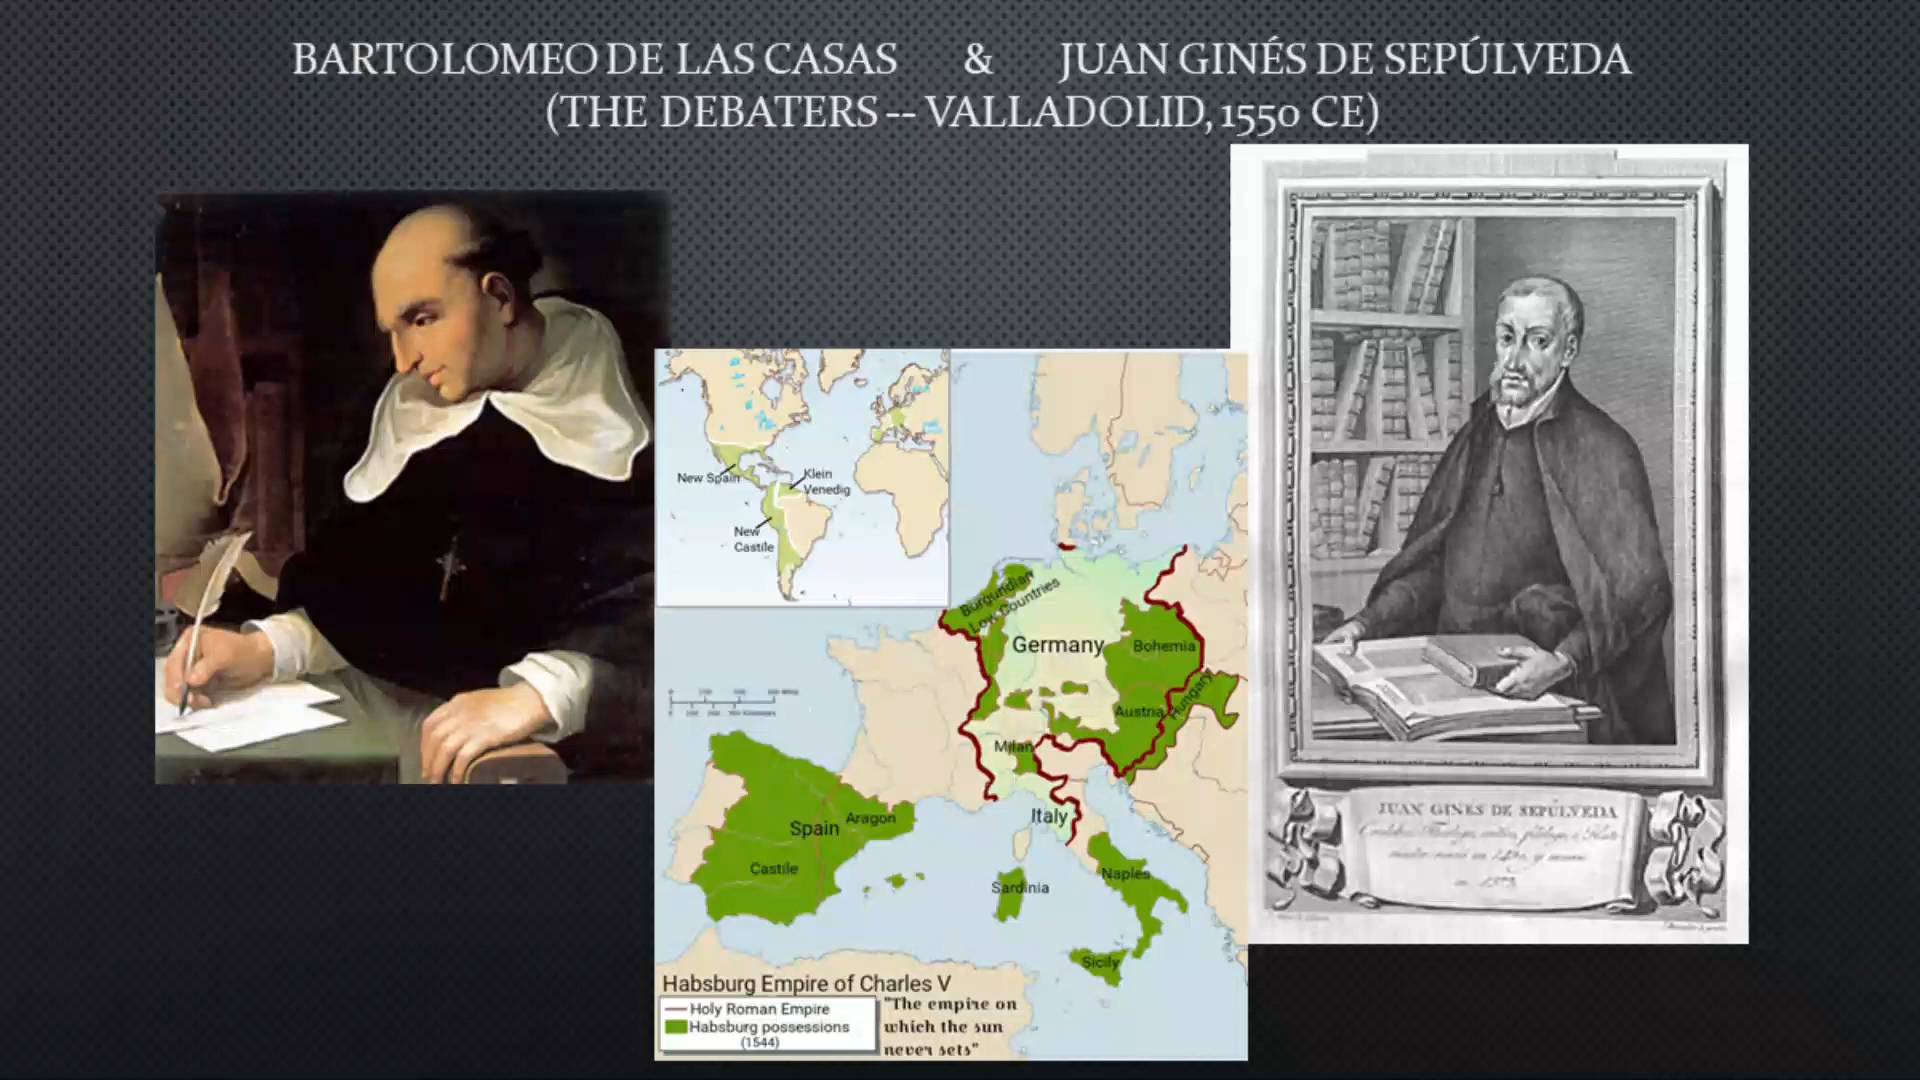 BARTOLOMEO DE LAS CASAS & JUAN GINÉS DE SEPÚLVEDA
(THE DEBATERS -- VALLADOLID, 1550 CE)
New Spain
Klein
Venedig
New
Castile
Burgundian
Low Countries
Germany
Bohemia
Hungary
Austria
Milan
Italy
Spain
Aragon
Castile
Sardinia
Naples
Sicily
Habsburg Empire of Charles V
Holy Roman Empire
Habsburg possessions
(1544)
"The empire on
which the sun
never sets"
JUAN GINÉS DE SEPÚLVEDA